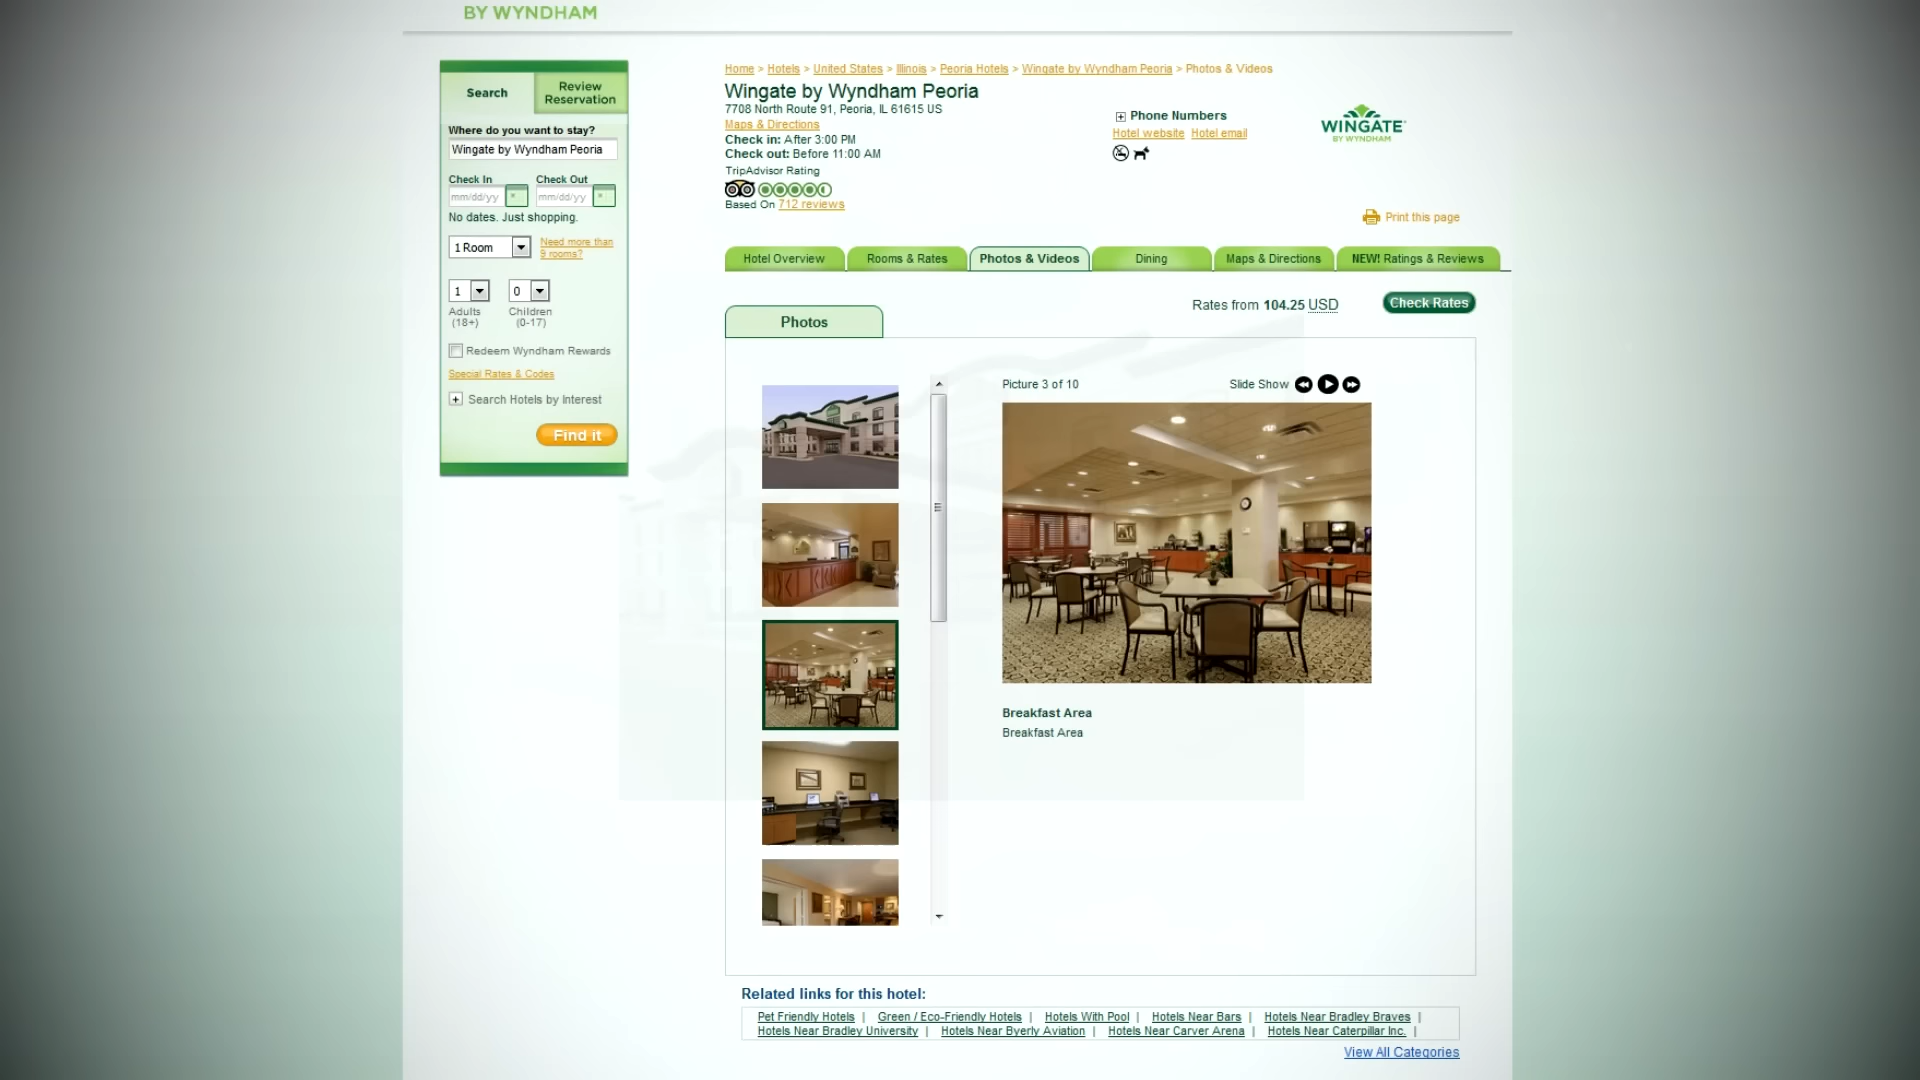 BY WYNDHAM
Search
Review
Reservation
Where do you want to stay?
Wingate by Wyndham Peoria
Check In
Check Out
mm/dd/yy
mm/dd/yy
No dates. Just shopping.
1 Room
Need more than
9 rooms?
1
0
Adults
(18+)
Children
(0-17)
Redeem Wyndham Rewards
Special Rates & Codes
Search Hotels by Interest
Find it
Home > Hotels > United States > Illinois > Peoria Hotels > Wingate by Wyndham Peoria > Photos & Videos
Wingate by Wyndham Peoria
7708 North Route 91, Peoria, IL 61615 US
Maps & Directions
Check in: After 3:00 PM
Check out: Before 11:00 AM
TripAdvisor Rating
Based On 712 reviews
Phone Numbers
Hotel website Hotel email
WINGATE
BY WYNDHAM
Print this page
Hotel Overview
Rooms & Rates
Photos & Videos
Dining
Maps & Directions
NEW! Ratings & Reviews
Rates from 104.25 USD
Check Rates
Photos
Picture 3 of 10
Slide Show
Breakfast Area
Breakfast Area
Related links for this hotel:
Pet Friendly Hotels | Green / Eco-Friendly Hotels | Hotels With Pool | Hotels Near Bars | Hotels Near Bradley Braves |
Hotels Near Bradley University | Hotels Near Byerly Aviation | Hotels Near Carver Arena | Hotels Near Caterpillar Inc. |
View All Categories